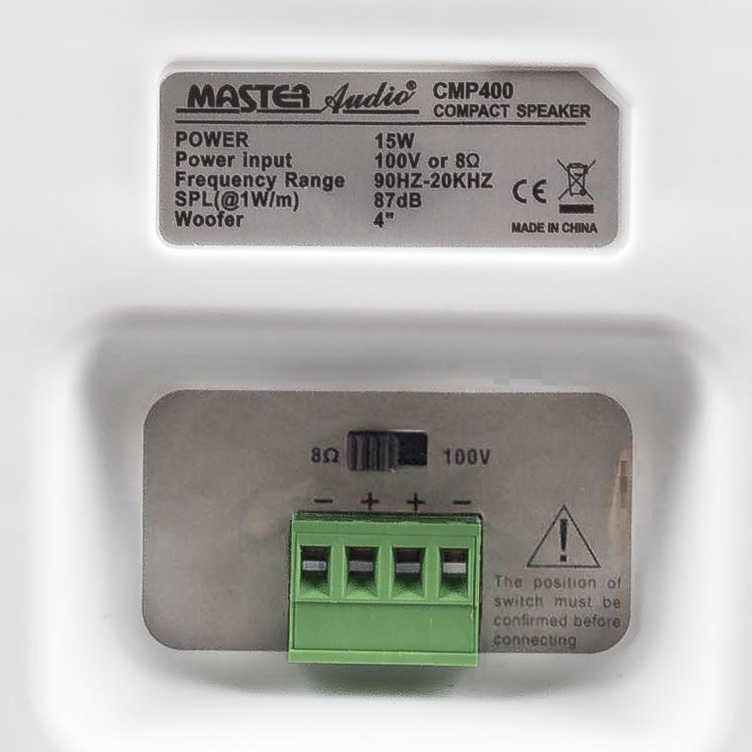 MASTER Audio® CMP400
COMPACT SPEAKER
POWER 15W
Power input 100V or 8Ω
Frequency Range 90HZ-20KHZ
SPL(@1W/m) 87dB
Woofer 4"
CE
MADE IN CHINA
8Ω 100V
− + + −
!
The position of
switch must be
confirmed before
connecting